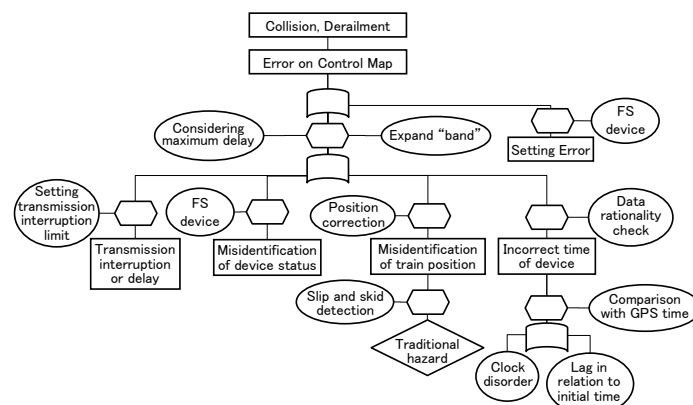 Collision, Derailment
Error on Control Map
Considering
maximum delay
Expand “band”
FS
device
Setting Error
Setting
transmission
interruption
limit
FS
device
Position
correction
Data
rationality
check
Transmission
interruption
or delay
Misidentification
of device status
Misidentification
of train position
Incorrect time
of device
Slip and skid
detection
Comparison
with GPS time
Traditional
hazard
Clock
disorder
Lag in
relation to
initial time